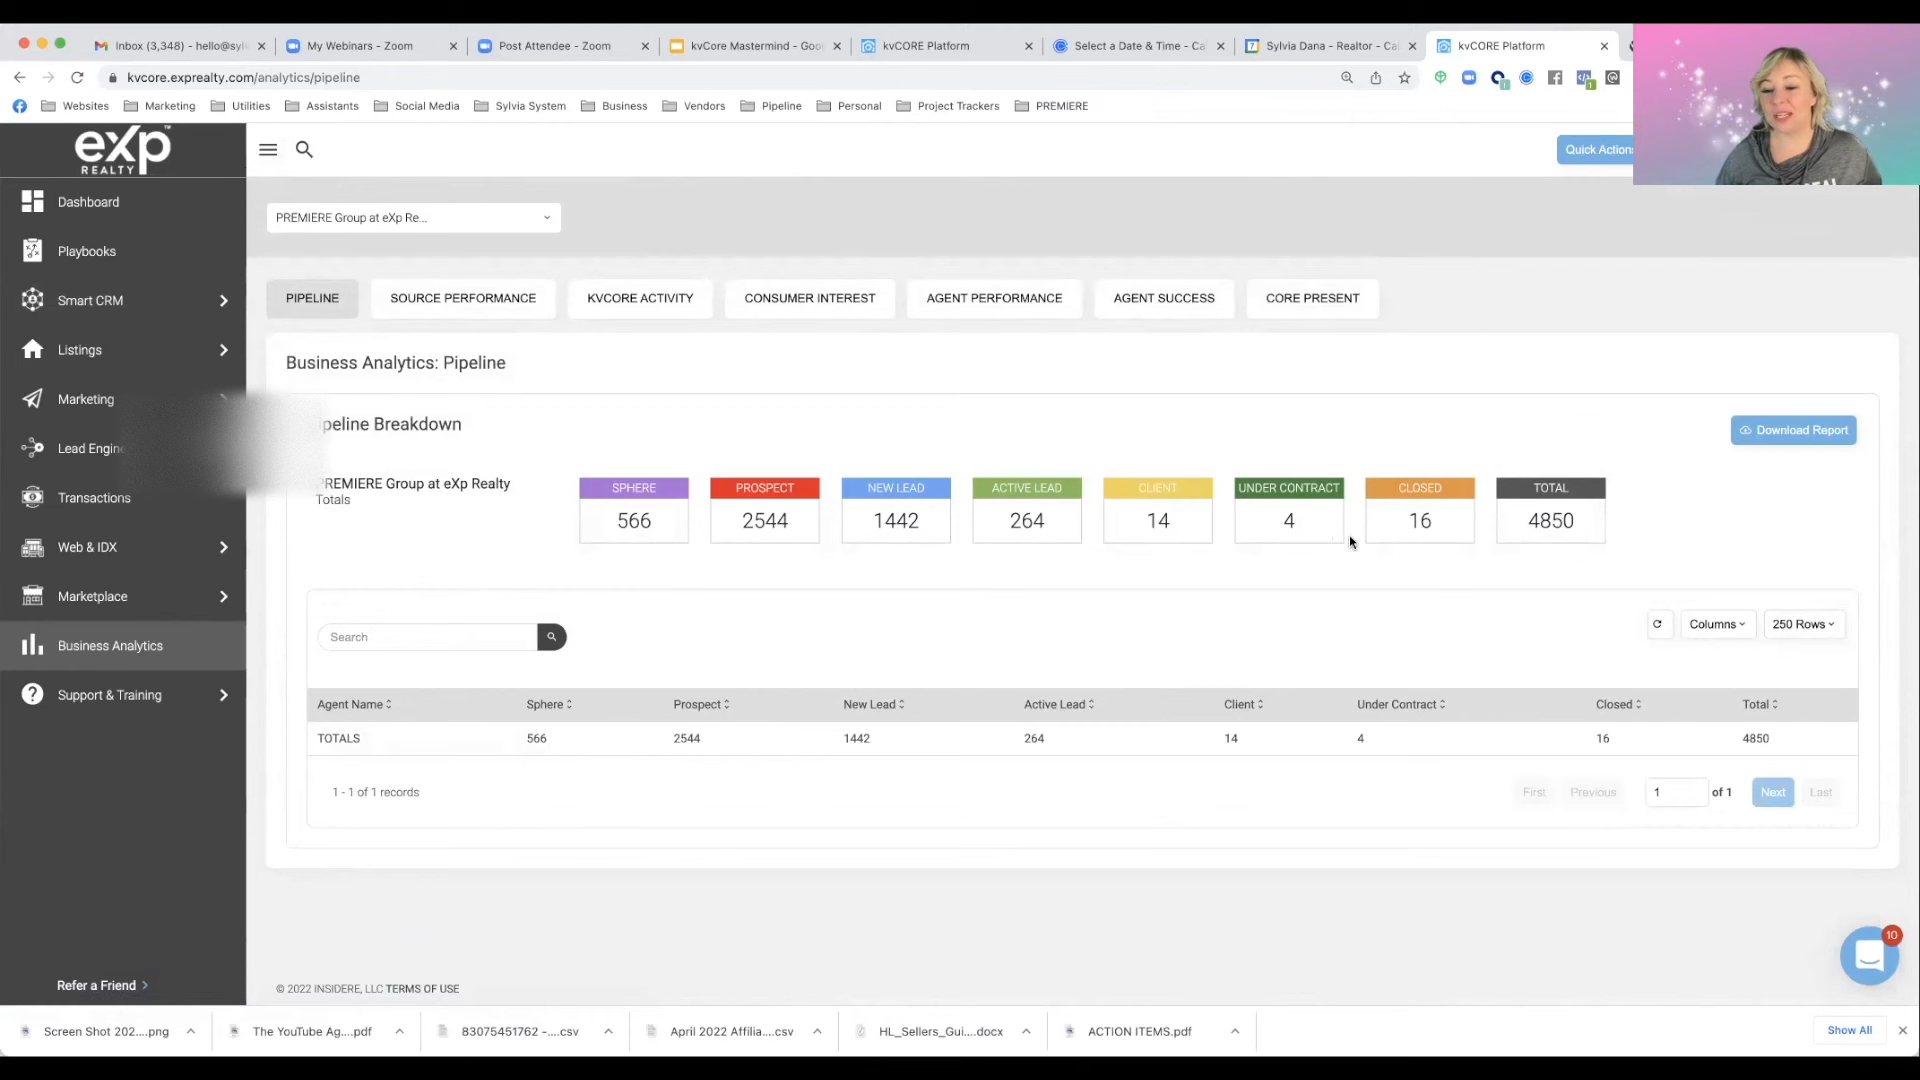 Inbox (3,348) - hello@syl
My Webinars - Zoom
Post Attendee - Zoom
kvCore Mastermind - Goo
kvCORE Platform
Select a Date & Time - Ca
Sylvia Dana - Realtor - Ca
kvCORE Platform
kvcore.exprealty.com/analytics/pipeline
Websites
Marketing
Utilities
Assistants
Social Media
Sylvia System
Business
Vendors
Pipeline
Personal
Project Trackers
PREMIERE
eXp
REALTY
Quick Actions
Dashboard
Playbooks
Smart CRM
Listings
Marketing
Lead Engine
Transactions
Web & IDX
Marketplace
Business Analytics
Support & Training
Refer a Friend
PREMIERE Group at eXp Re...
PIPELINE
SOURCE PERFORMANCE
KVCORE ACTIVITY
CONSUMER INTEREST
AGENT PERFORMANCE
AGENT SUCCESS
CORE PRESENT
Business Analytics: Pipeline
ipeline Breakdown
Download Report
PREMIERE Group at eXp Realty
Totals
SPHERE PROSPECT NEW LEAD ACTIVE LEAD CLIENT UNDER CONTRACT CLOSED TOTAL
566 2544 1442 264 14 4 16 4850
Search
Columns
250 Rows
Agent Name Sphere Prospect New Lead Active Lead Client Under Contract Closed Total
TOTALS 566 2544 1442 264 14 4 16 4850
1 - 1 of 1 records
First Previous 1 of 1 Next Last
10
© 2022 INSIDERE, LLC TERMS OF USE
Screen Shot 202....png
The YouTube Ag....pdf
83075451762 -....csv
April 2022 Affilia....csv
HL_Sellers_Gui....docx
ACTION ITEMS.pdf
Show All